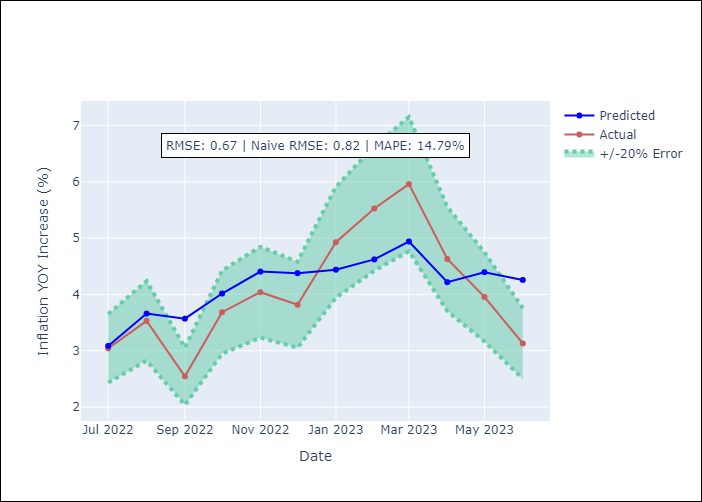 RMSE: 0.67 | Naive RMSE: 0.82 | MAPE: 14.79%
Predicted
Actual
+/-20% Error
Inflation YOY Increase (%)
7
6
5
4
3
2
Jul 2022 Sep 2022 Nov 2022 Jan 2023 Mar 2023 May 2023
Date